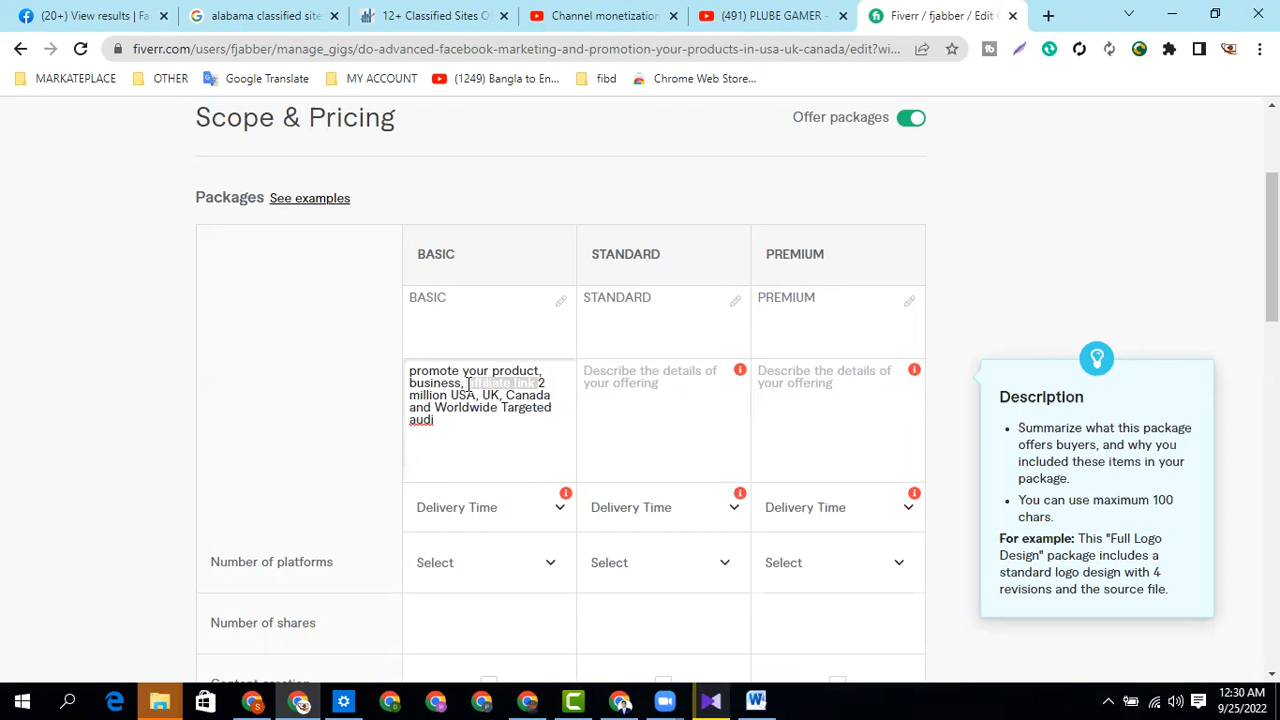 (20+) View results | Fa
alabama classified site
12+ Classified Sites O
Channel monetization
(491) PLUBE GAMER -
Fiverr / fjabber / Edit G
fiverr.com/users/fjabber/manage_gigs/do-advanced-facebook-marketing-and-promotion-your-products-in-usa-uk-canada/edit?wi...
MARKATEPLACE
OTHER
Google Translate
MY ACCOUNT
(1249) Bangla to En...
fibd
Chrome Web Store...
Scope & Pricing
Offer packages
Packages See examples
BASIC STANDARD PREMIUM
BASIC STANDARD PREMIUM
promote your product,
business, affiliate link 2
million USA, UK, Canada
and Worldwide Targeted
audi
Describe the details of
your offering
Describe the details of
your offering
Delivery Time Delivery Time Delivery Time
Number of platforms Select Select Select
Number of shares
Description
• Summarize what this package
offers buyers, and why you
included these items in your
package.
• You can use maximum 100
chars.
For example: This "Full Logo
Design" package includes a
standard logo design with 4
revisions and the source file.
12:30 AM
9/25/2022